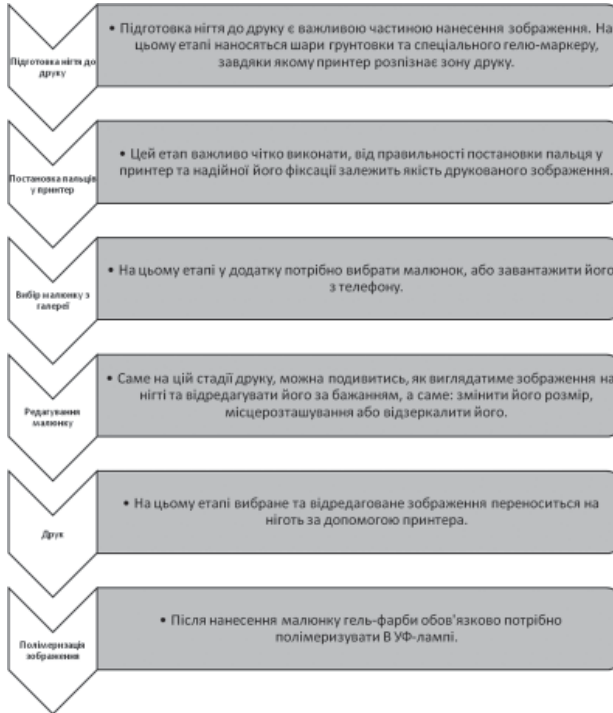 Підготовка нігтя до
друку
• Підготовка нігтя до друку є важливою частиною нанесення зображення. На
цьому етапі наносяться шари грунтовки та спеціального гелю-маркеру,
завдяки якому принтер розпізнає зону друку.
Постановка пальців
у принтер
• Цей етап важливо чітко виконати, від правильності постановки пальця у
принтер та надійної його фіксації залежить якість друкованого зображення.
Вибір малюнку з
галереї
• На цьому етапі у додатку потрібно вибрати малюнок, або завантажити його
з телефону.
Редагування
малюнку
• Саме на цій стадії друку, можна подивитись, як виглядатиме зображення на
нігті та відредагувати його за бажанням, а саме: змінити його розмір,
місцерозташування або відзеркалити його.
Друк
• На цьому етапі вибране та відредаговане зображення переноситься на
ніготь за допомогою принтера.
Полімеризація
зображення
• Після нанесення малюнку гель-фарби обов'язково потрібно
полімеризувати В УФ-лампі.